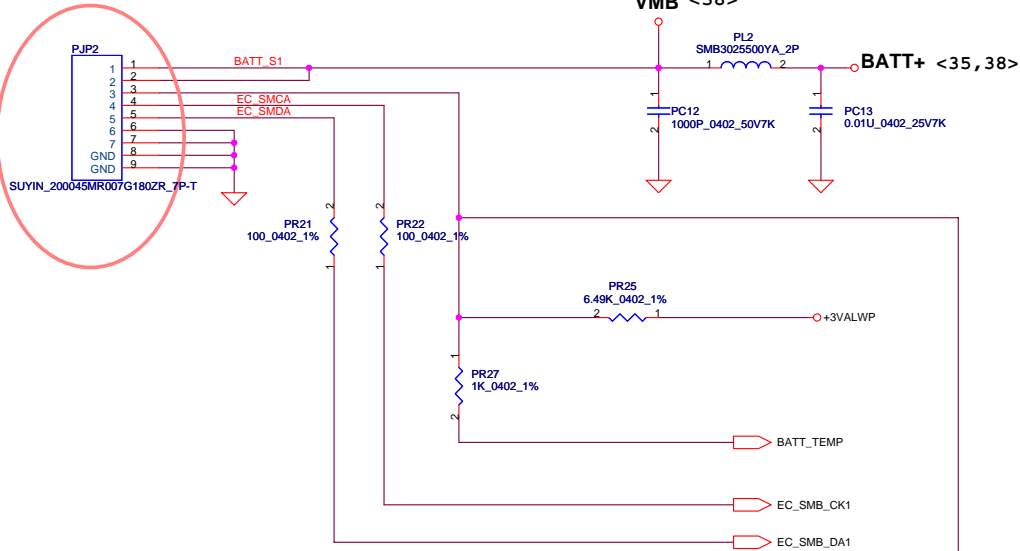 VMB <38>
PJP2
1 1
2 2
3 3
4 4
5 5
6 6
7 7
GND 8
GND 9
SUYIN_200045MR007G180ZR_7P-T
BATT_S1
EC_SMCA
EC_SMDA
PL2
SMB3025500YA_2P
1 2
BATT+ <35,38>
1
PC12
1000P_0402_50V7K
2
1
PC13
0.01U_0402_25V7K
2
2
PR21
100_0402_1%
1
2
PR22
100_0402_1%
1
PR25
6.49K_0402_1%
2 1
+3VALWP
1
PR27
1K_0402_1%
2
BATT_TEMP
EC_SMB_CK1
EC_SMB_DA1